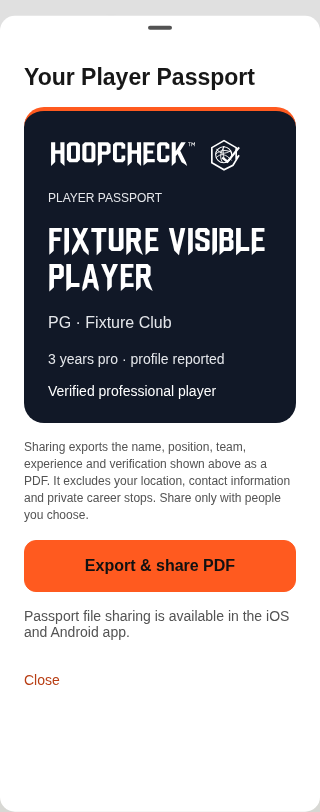 Your Player Passport
HOOPCHECK™
PLAYER PASSPORT
FIXTURE VISIBLE
PLAYER
PG · Fixture Club
3 years pro · profile reported
Verified professional player
Sharing exports the name, position, team,
experience and verification shown above as a
PDF. It excludes your location, contact information
and private career stops. Share only with people
you choose.
Export & share PDF
Passport file sharing is available in the iOS
and Android app.
Close